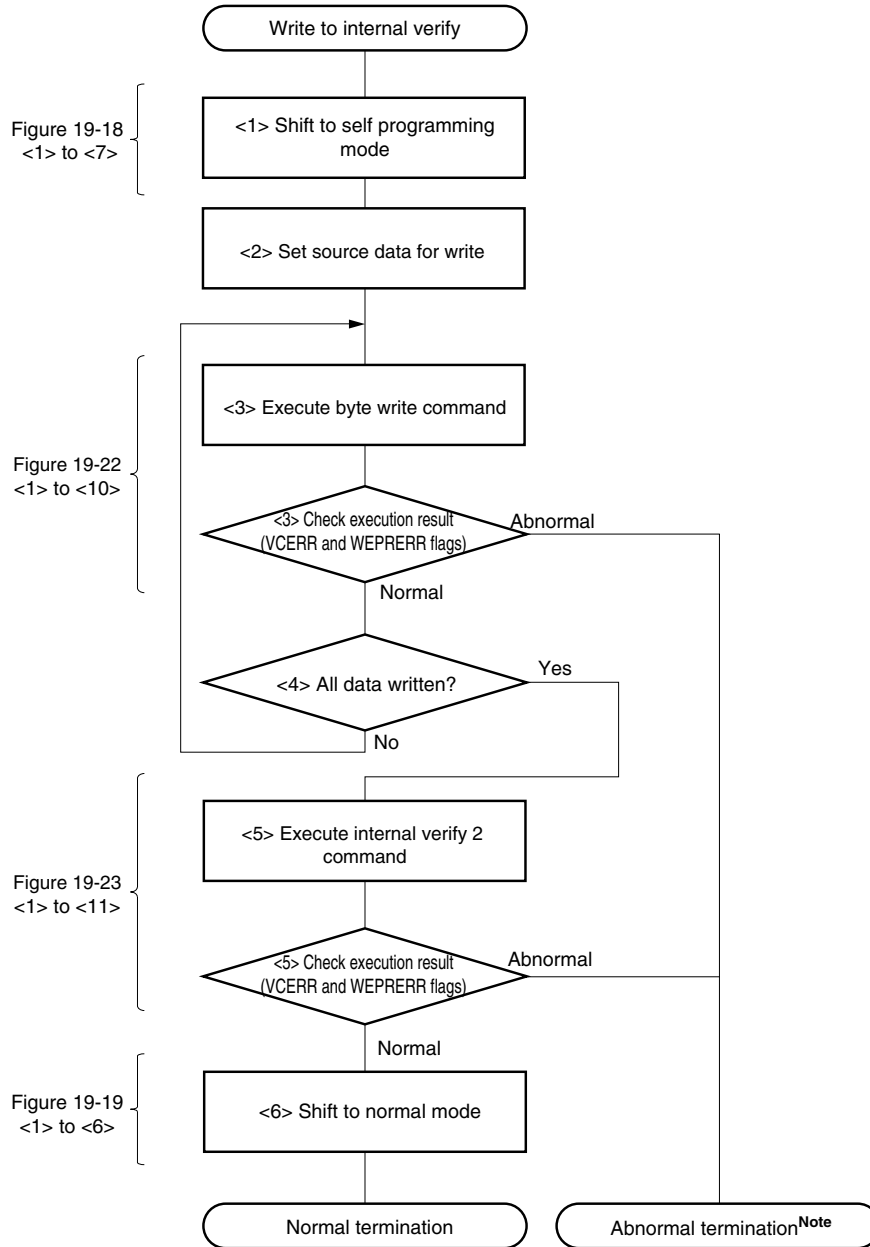 Write to internal verify
Figure 19-18
<1> to <7>
<1> Shift to self programming
mode
<2> Set source data for write
Figure 19-22
<1> to <10>
<3> Execute byte write command
<3> Check execution result
(VCERR and WEPRERR flags)
Abnormal
Normal
<4> All data written?
Yes
No
Figure 19-23
<1> to <11>
<5> Execute internal verify 2
command
<5> Check execution result
(VCERR and WEPRERR flags)
Abnormal
Normal
Figure 19-19
<1> to <6>
<6> Shift to normal mode
Normal termination
Abnormal termination Note